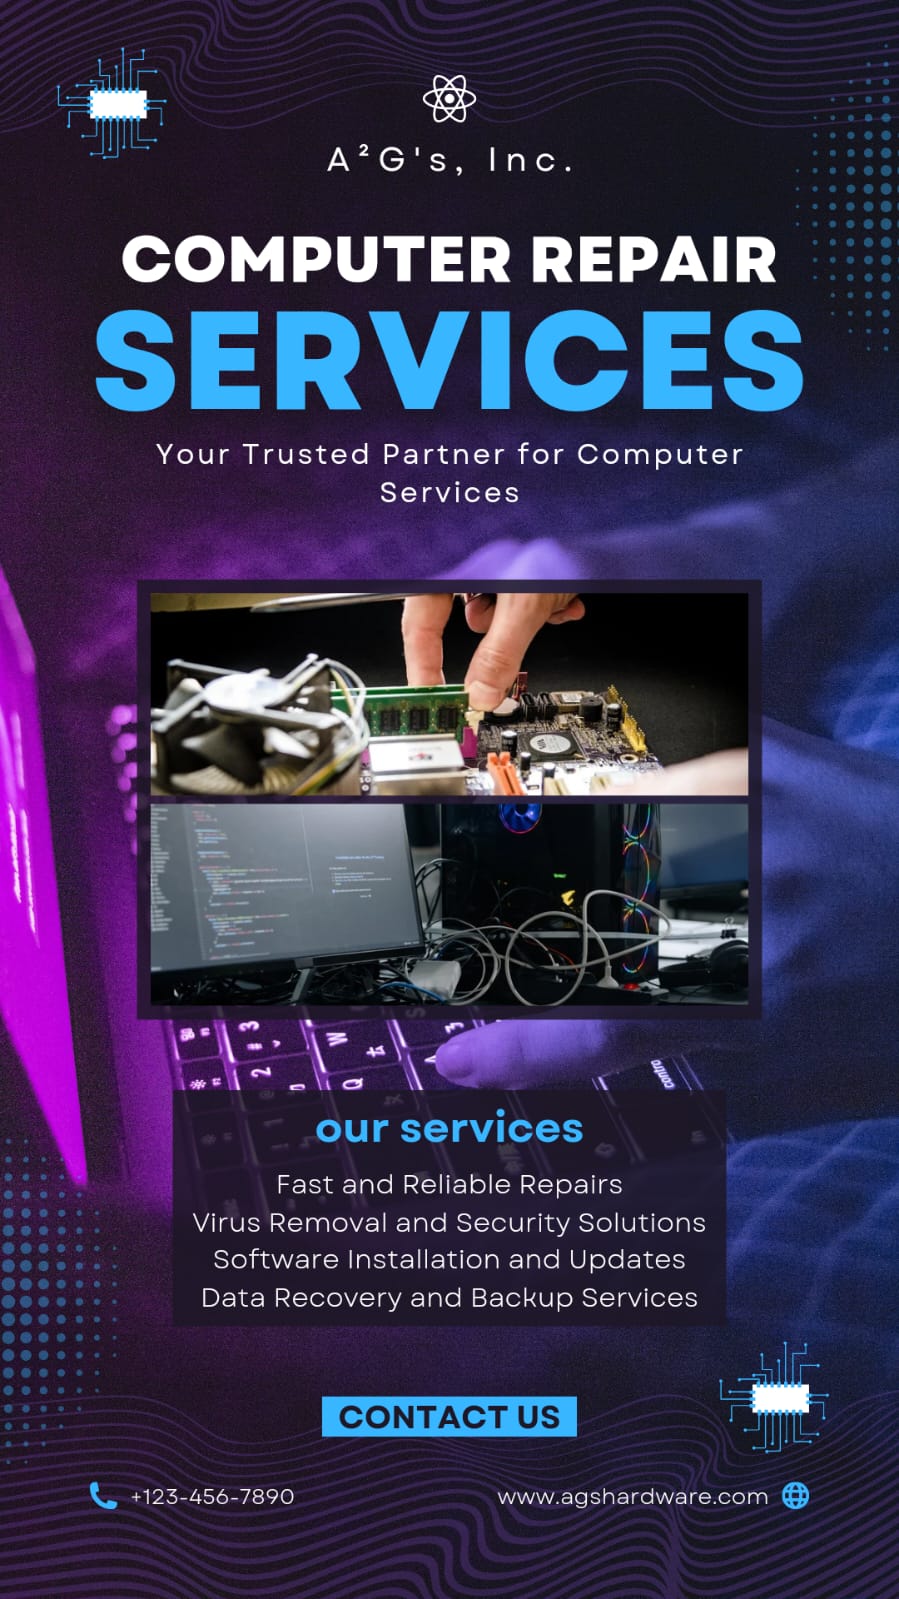 A²G's, Inc.
COMPUTER REPAIR
SERVICES
Your Trusted Partner for Computer
Services
our services
Fast and Reliable Repairs
Virus Removal and Security Solutions
Software Installation and Updates
Data Recovery and Backup Services
CONTACT US
+123-456-7890
www.agshardware.com